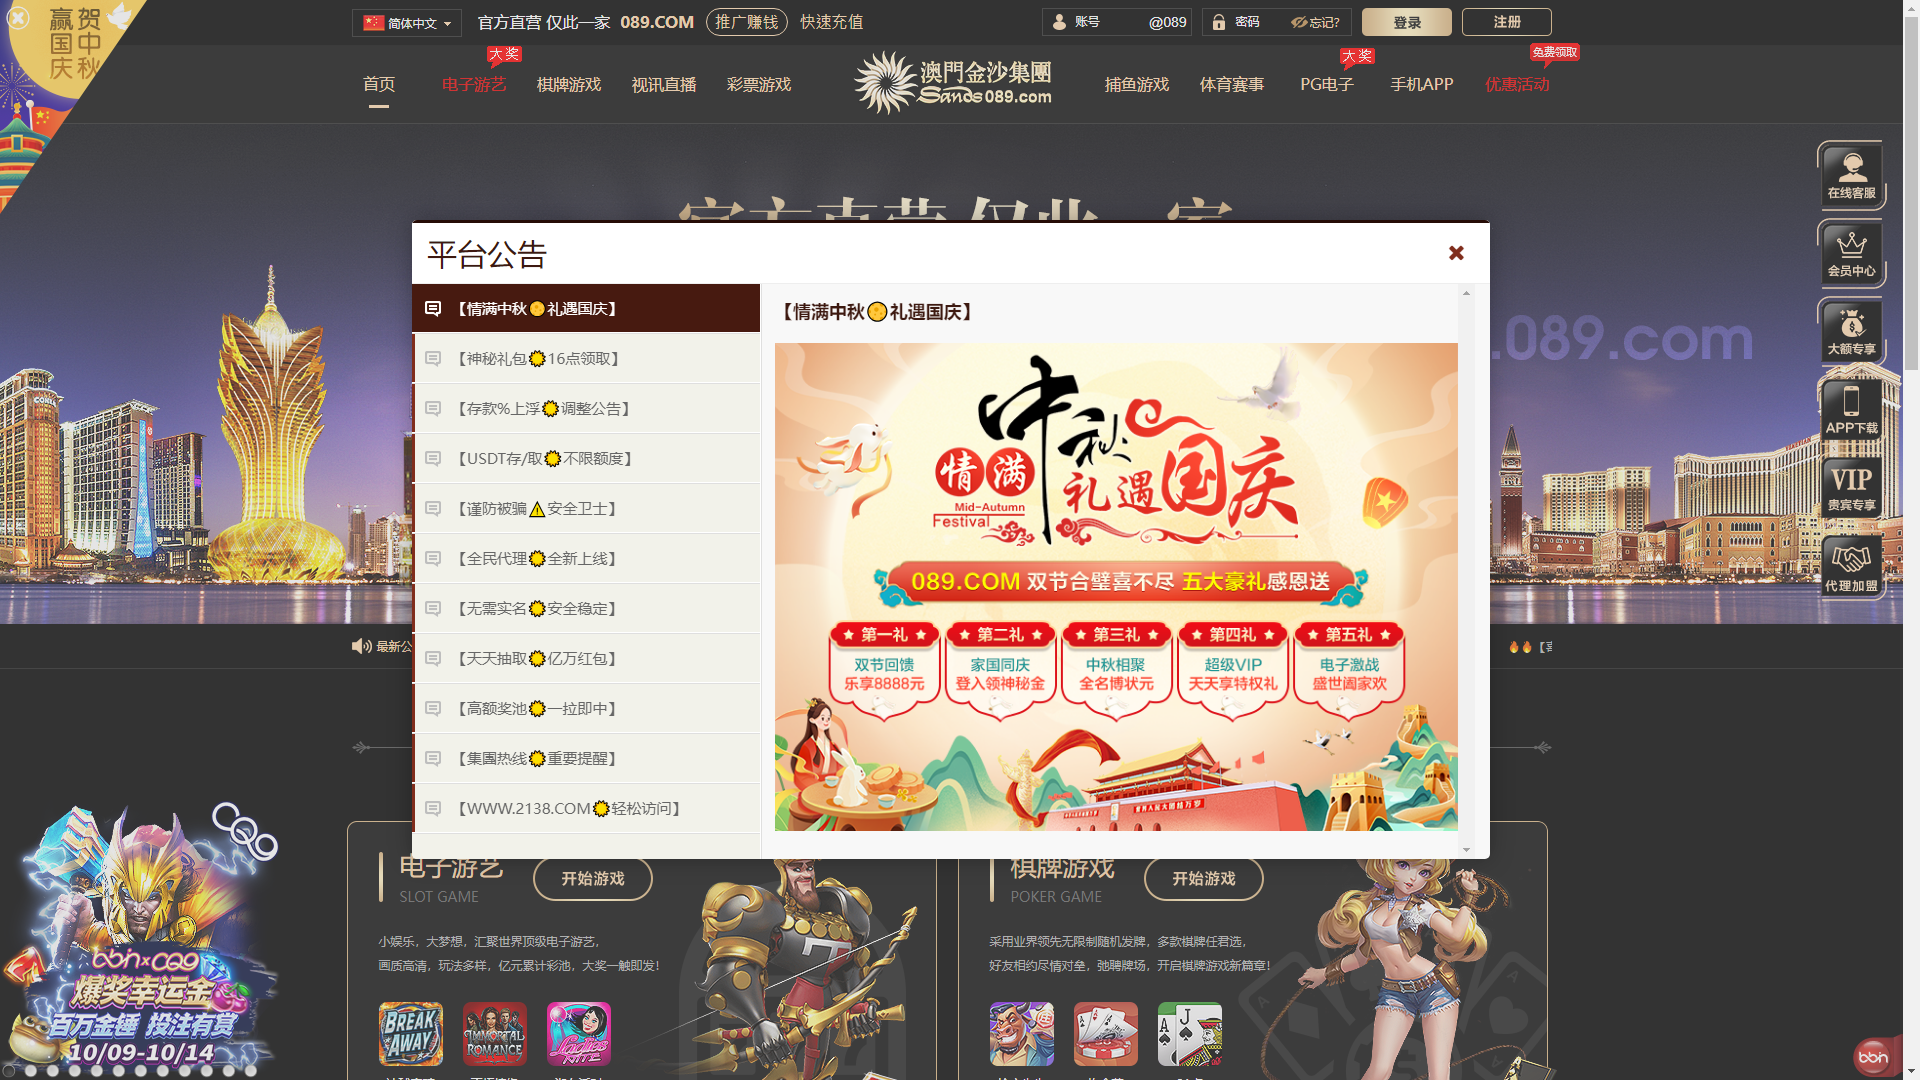 贺中秋
赢国庆
简体中文
官方直营 仅此一家 089.COM
推广赚钱
快速充值
账号
@089
密码
忘记?
登录
注册
首页
电子游艺
大奖
棋牌游戏
视讯直播
彩票游戏
澳門金沙集團
Sands089.com
捕鱼游戏
体育赛事
PG电子
大奖
手机APP
优惠活动
免费领取
.089.com
在线客服
会员中心
大额专享
APP下载
VIP
贵宾专享
代理加盟
平台公告
【情满中秋礼遇国庆】
【神秘礼包16点领取】
【存款%上浮调整公告】
【USDT存/取不限额度】
【谨防被骗安全卫士】
【全民代理全新上线】
【无需实名安全稳定】
【天天抽取亿万红包】
【高额奖池一拉即中】
【集團热线重要提醒】
【WWW.2138.COM轻松访问】
【情满中秋礼遇国庆】
情满中秋
礼遇国庆
Mid-Autumn
Festival
089.COM 双节合璧喜不尽 五大豪礼感恩送
第一礼
双节回馈
乐享8888元
第二礼
家国同庆
登入领神秘金
第三礼
中秋相聚
全名博状元
第四礼
超级VIP
天天享特权礼
第五礼
电子激战
盛世阖家欢
最新公
电子游艺
SLOT GAME
开始游戏
小娱乐，大梦想，汇聚世界顶级电子游艺，
画质高清，玩法多样，亿元累计彩池，大奖一触即发！
BREAK AWAY
IMMORTAL ROMANCE
Ladies NITE
棋牌游戏
POKER GAME
开始游戏
采用业界领先无限制随机发牌，多款棋牌任君选，
好友相约尽情对垒，驰骋牌场，开启棋牌游戏新篇章！
CQ9
bbin×CQ9
爆奖幸运金
百万金锤 投注有赏
10/09-10/14
bbin